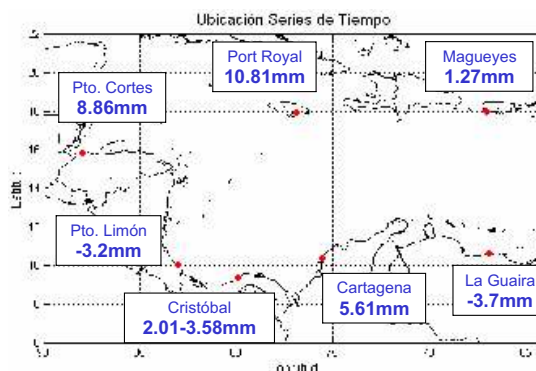 Ubicación Series de Tiempo
Port Royal
10.81mm
Magueyes
1.27mm
Pto. Cortes
8.86mm
Pto. Limón
-3.2mm
Cristóbal
2.01-3.58mm
Cartagena
5.61mm
La Guaira
-3.7mm